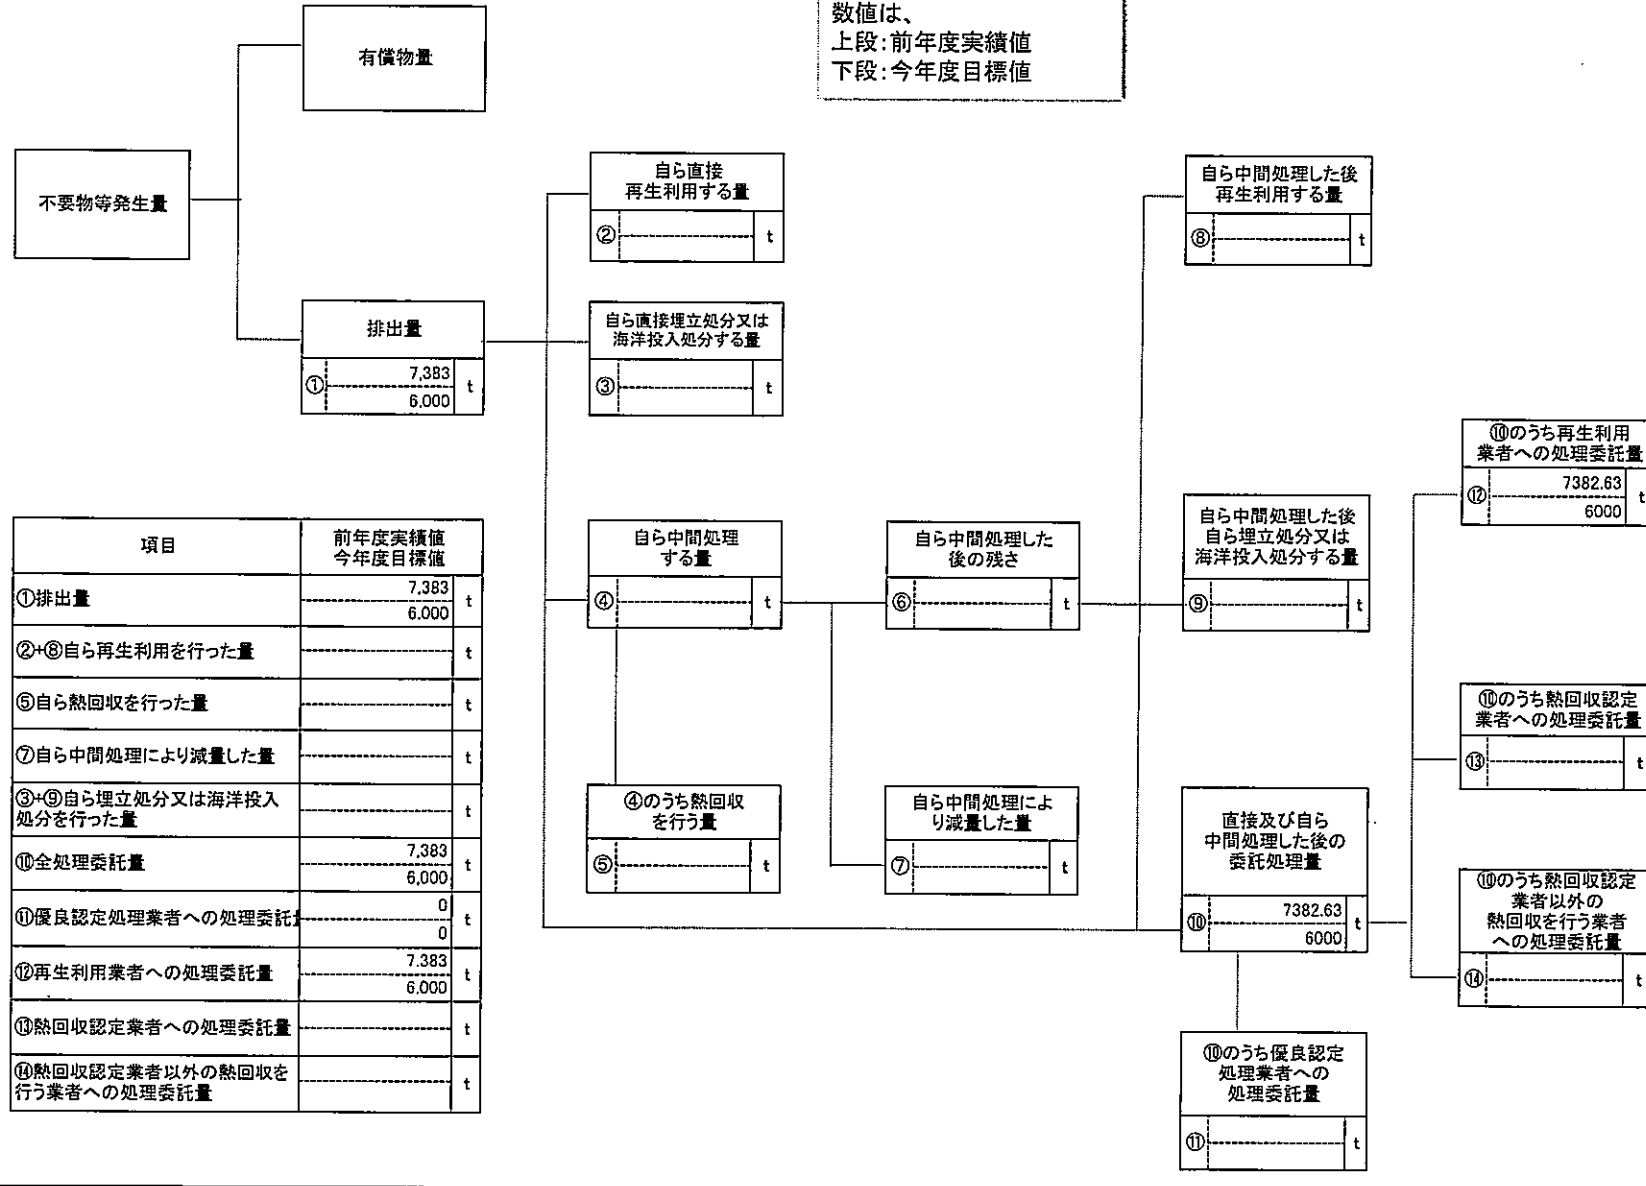 数値は、
上段:前年度実績値
下段:今年度目標値
有償物量
不要物等発生量
排出量
① 7,383 t
6,000
自ら直接
再生利用する量
② t
自ら直接埋立処分又は
海洋投入処分する量
③ t
自ら中間処理した後
再生利用する量
⑧ t
自ら中間処理
する量
④ t
自ら中間処理した
後の残さ
⑥ t
自ら中間処理した後
自ら埋立処分又は
海洋投入処分する量
⑨ t
④のうち熱回収
を行う量
⑤ t
自ら中間処理によ
り減量した量
⑦ t
直接及び自ら
中間処理した後の
委託処理量
⑩ 7382.63 t
6000
⑩のうち優良認定
処理業者への
処理委託量
⑪ t
⑩のうち再生利用
業者への処理委託量
⑫ 7382.63 t
6000
⑩のうち熱回収認定
業者への処理委託量
⑬ t
⑩のうち熱回収認定
業者以外の
熱回収を行う業者
への処理委託量
⑭ t
項目 前年度実績値
今年度目標値
①排出量 7,383 t
6,000
②+⑧自ら再生利用を行った量 t
⑤自ら熱回収を行った量 t
⑦自ら中間処理により減量した量 t
③+⑨自ら埋立処分又は海洋投入
処分を行った量 t
⑩全処理委託量 7,383 t
6,000
⑪優良認定処理業者への処理委託 0 t
0
⑫再生利用業者への処理委託量 7,383 t
6,000
⑬熱回収認定業者への処理委託量 t
⑭熱回収認定業者以外の熱回収を
行う業者への処理委託量 t